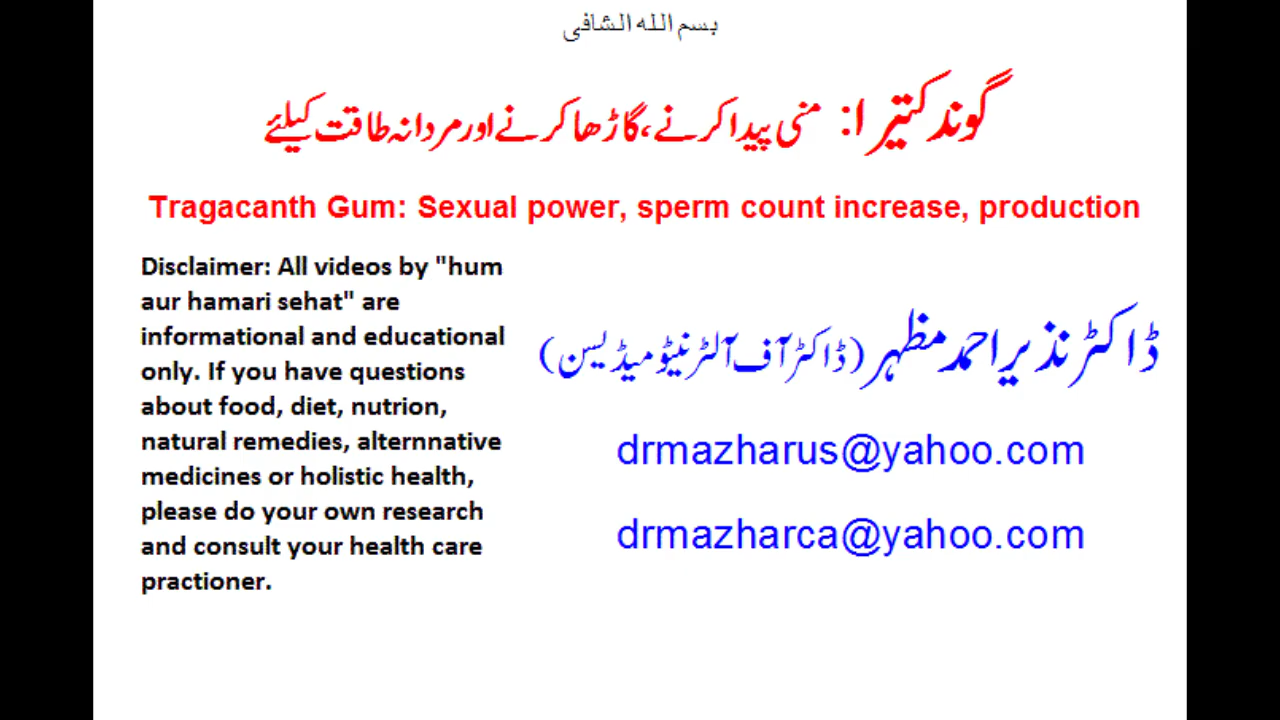 بسم الله الشافی
گوند کتیرا: منی پیدا کرنے، گاڑھا کرنے اور مردانہ طاقت کیلئے
Tragacanth Gum: Sexual power, sperm count increase, production
Disclaimer: All videos by "hum
aur hamari sehat" are
informational and educational
only. If you have questions
about food, diet, nutrion,
natural remedies, alternnative
medicines or holistic health,
please do your own research
and consult your health care
practioner.
ڈاکٹر نذیر احمد مظہر (ڈاکٹر آف آلٹرنیٹو میڈیسن)
drmazharus@yahoo.com
drmazharca@yahoo.com